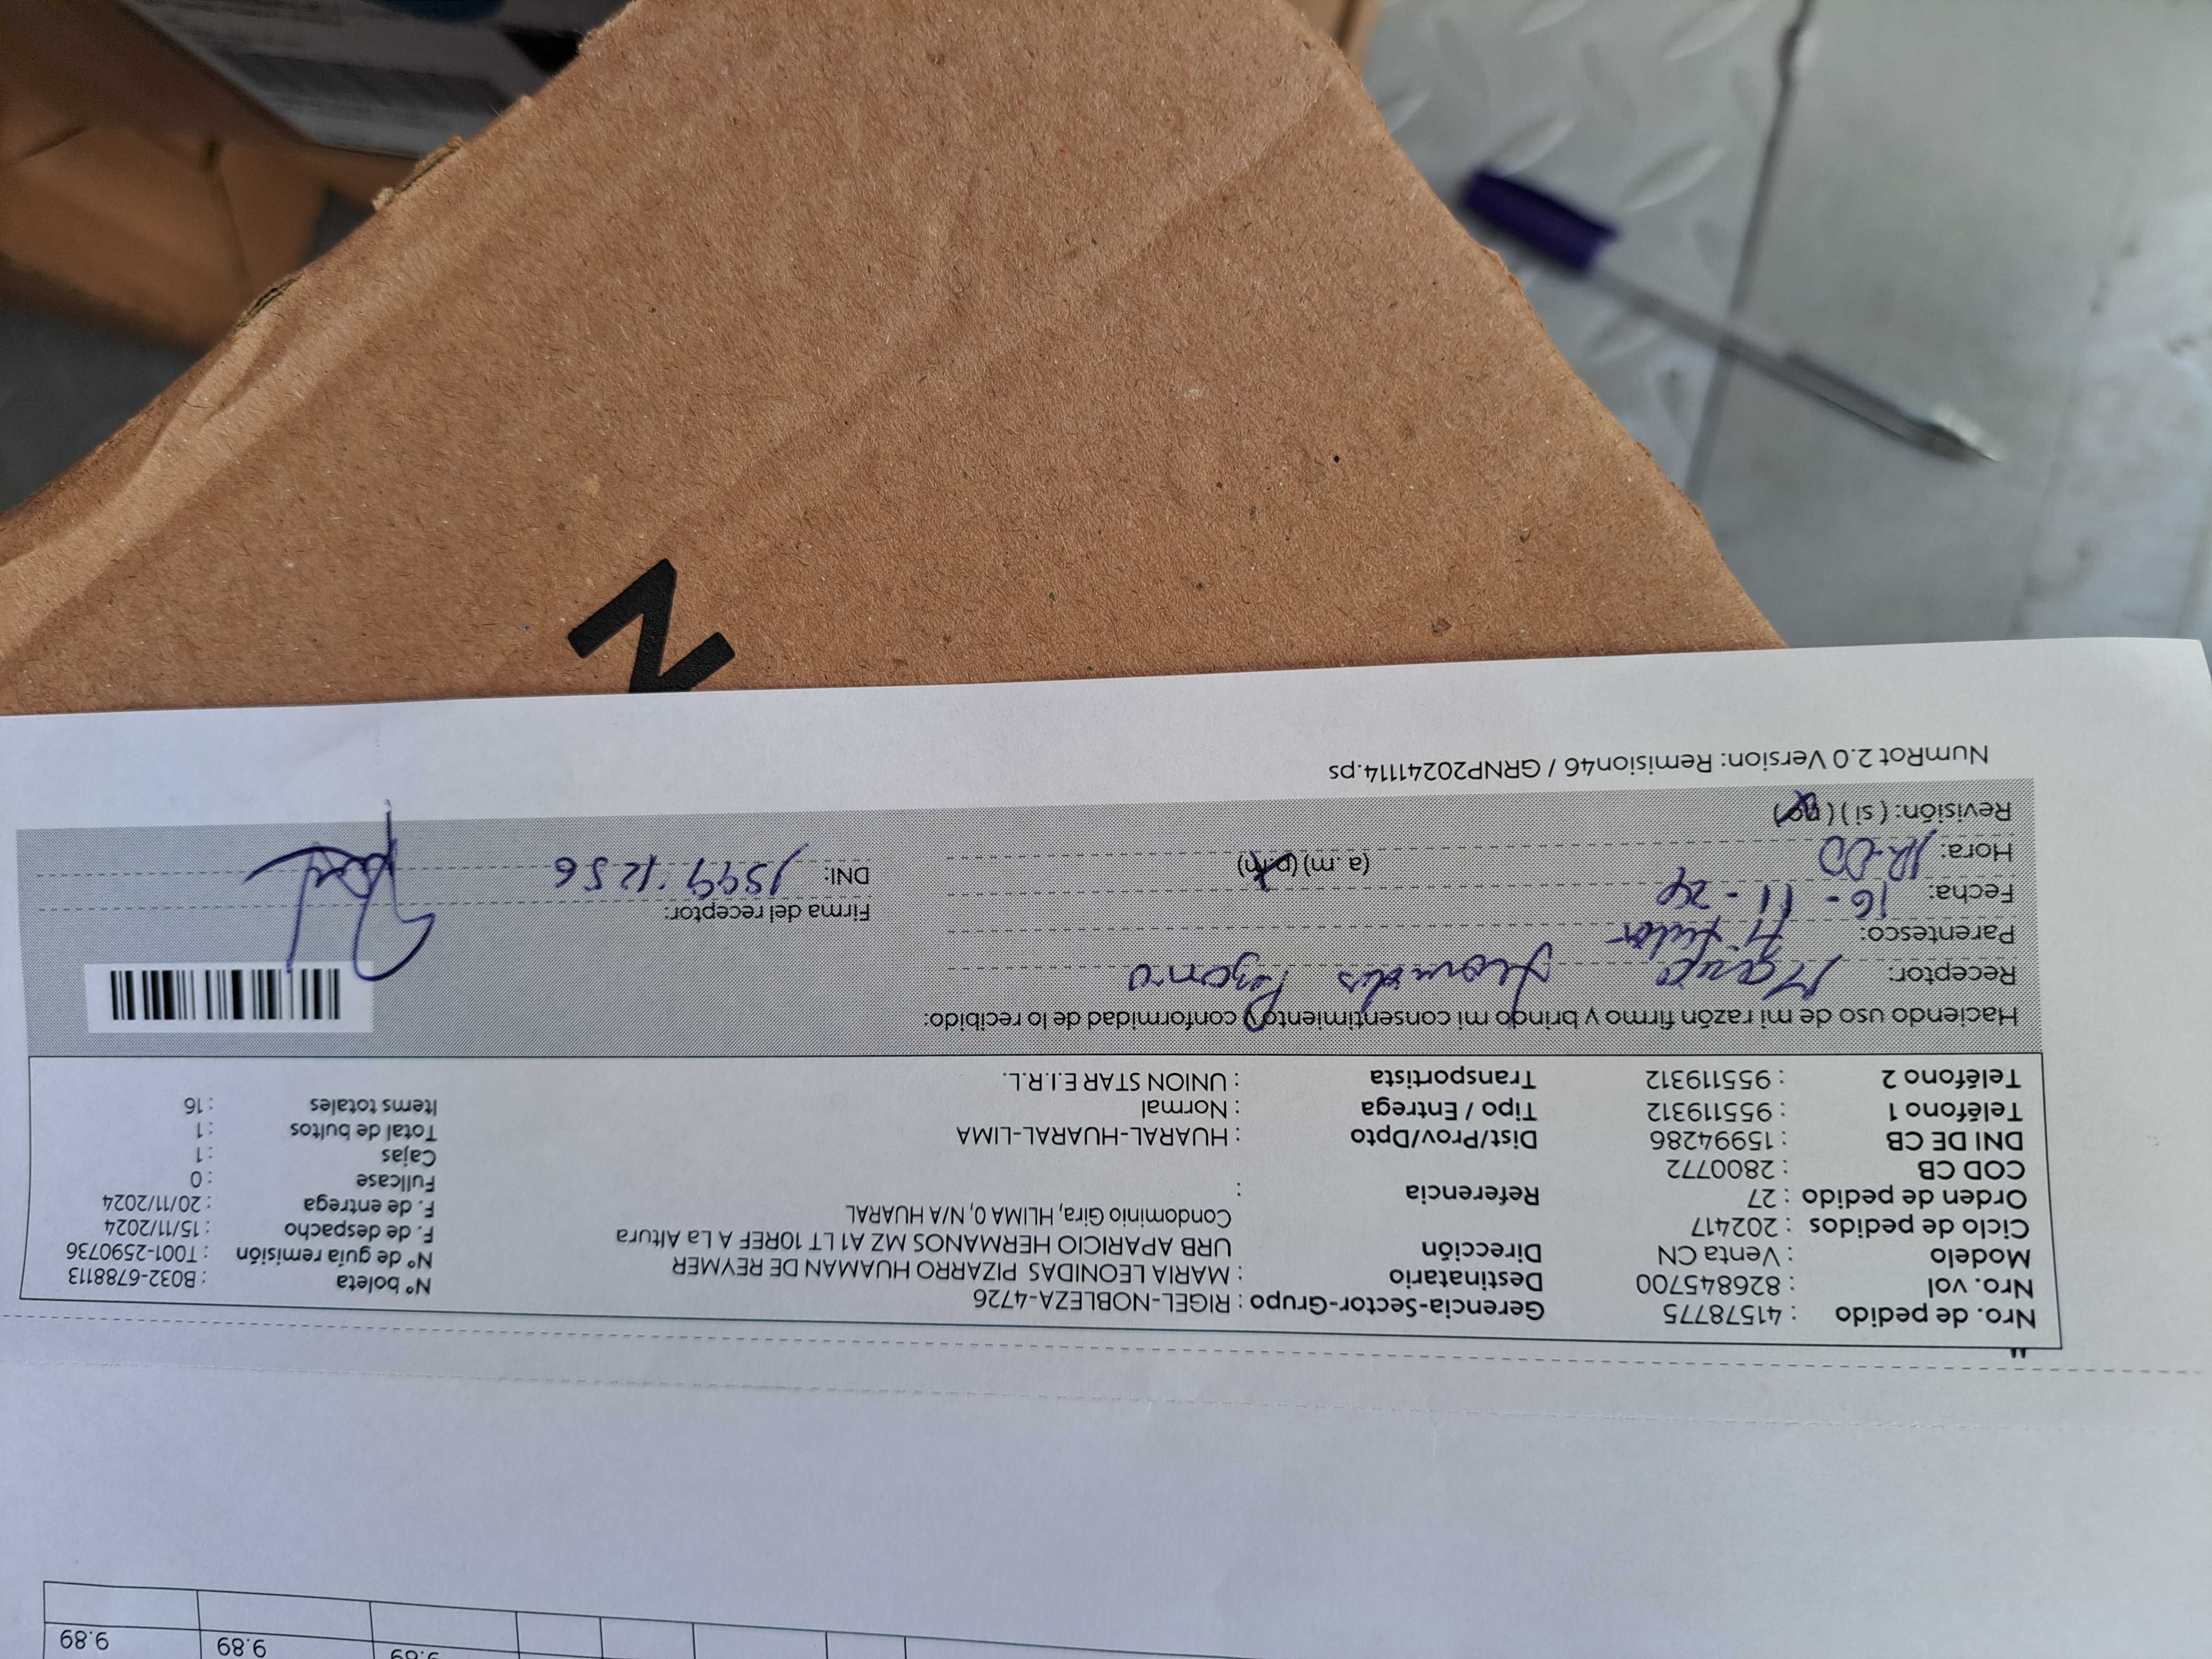 9.89 9.89 9.89
"
Nro. de pedido : 41578775 Gerencia-Sector-Grupo : RIGEL-NOBLEZA-4726 N° boleta : B032-6788113
Nro. vol : 826845700 Destinatario : MARIA LEONIDAS PIZARRO HUAMAN DE REYMER N° de guía remisión : T001-2590736
Modelo : Venta CN Dirección URB APARICIO HERMANOS MZ A1 LT 10REF A La Altura F. de despacho : 15/11/2024
Ciclo de pedidos : 202417 Condominio Gira, HLIMA 0, N/A HUARAL F. de entrega : 20/11/2024
Orden de pedido : 27 Referencia : Fullcase : 0
COD CB : 2800772 Cajas : 1
DNI DE CB : 15994286 Dist/Prov/Dpto : HUARAL-HUARAL-LIMA Total de bultos : 1
Teléfono 1 : 955119312 Tipo / Entrega : Normal Items totales : 16
Teléfono 2 : 955119312 Transportista : UNION STAR E.I.R.L.
Haciendo uso de mi razón firmo y brindo mi consentimiento y conformidad de lo recibido:
Receptor: Leonidas
Parentesco: Titular
Fecha: 16-11-24 Firma del receptor:
Hora: 12:00 (a. m) (p.m) DNI:
Revisión: ( si ) ( no )
NumRot 2.0 Version: Remision46 / GRNP20241114.ps
N